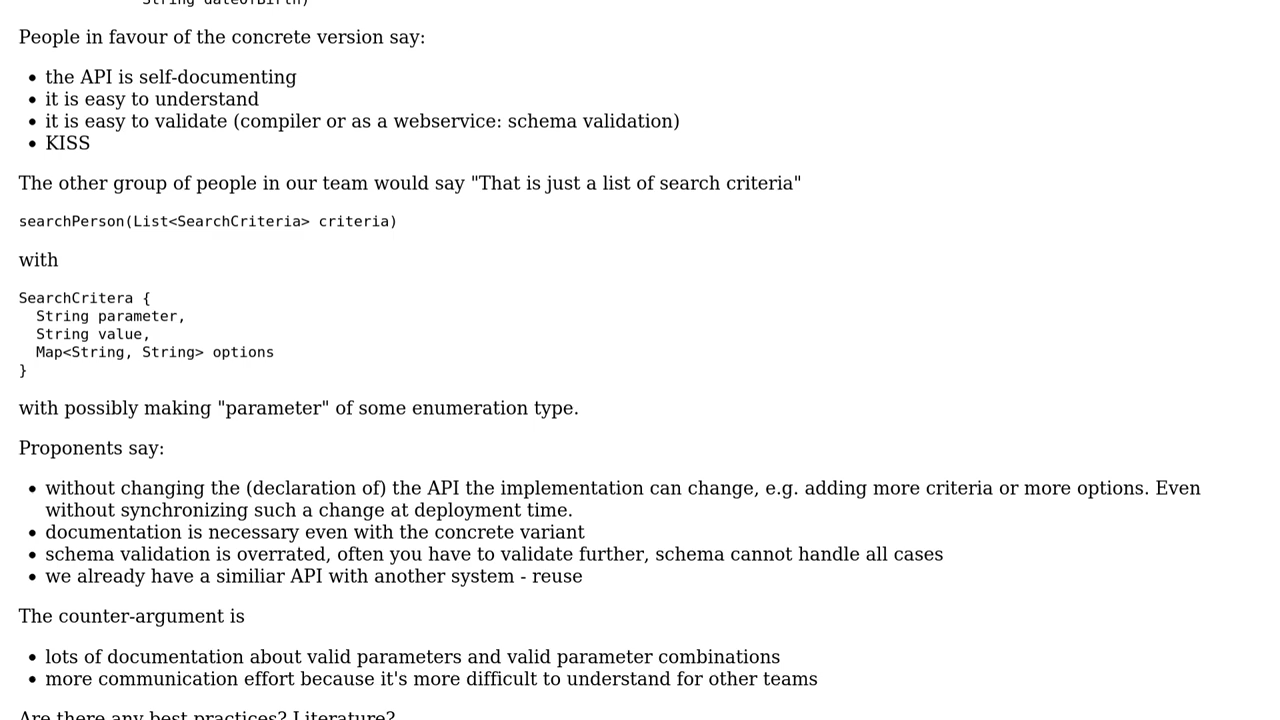 String dateOfBirth)
People in favour of the concrete version say:
the API is self-documenting
it is easy to understand
it is easy to validate (compiler or as a webservice: schema validation)
KISS
The other group of people in our team would say "That is just a list of search criteria"
searchPerson(List<SearchCriteria> criteria)
with
SearchCritera {
  String parameter,
  String value,
  Map<String, String> options
}
with possibly making "parameter" of some enumeration type.
Proponents say:
without changing the (declaration of) the API the implementation can change, e.g. adding more criteria or more options. Even
without synchronizing such a change at deployment time.
documentation is necessary even with the concrete variant
schema validation is overrated, often you have to validate further, schema cannot handle all cases
we already have a similiar API with another system - reuse
The counter-argument is
lots of documentation about valid parameters and valid parameter combinations
more communication effort because it's more difficult to understand for other teams
Are there any best practices? Literature?